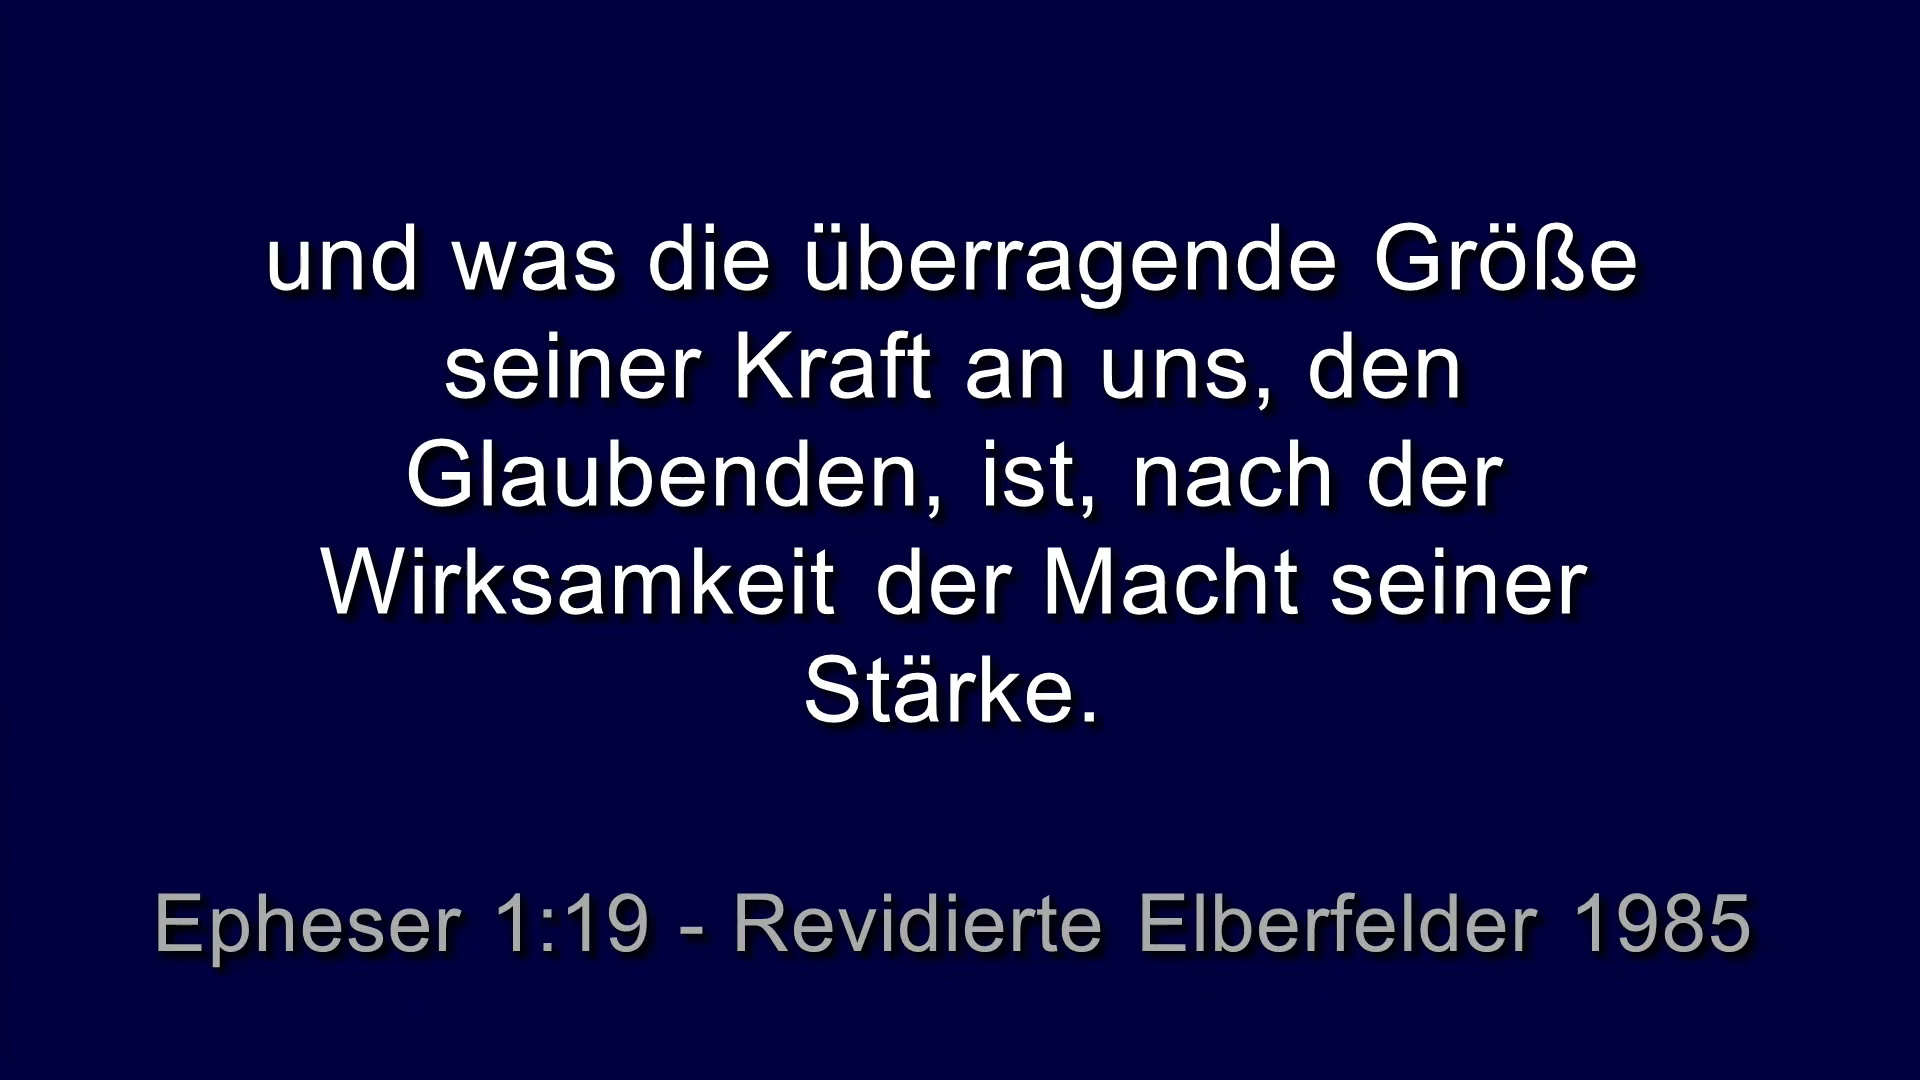 und was die überragende Größe
seiner Kraft an uns, den
Glaubenden, ist, nach der
Wirksamkeit der Macht seiner
Stärke.
Epheser 1:19 - Revidierte Elberfelder 1985